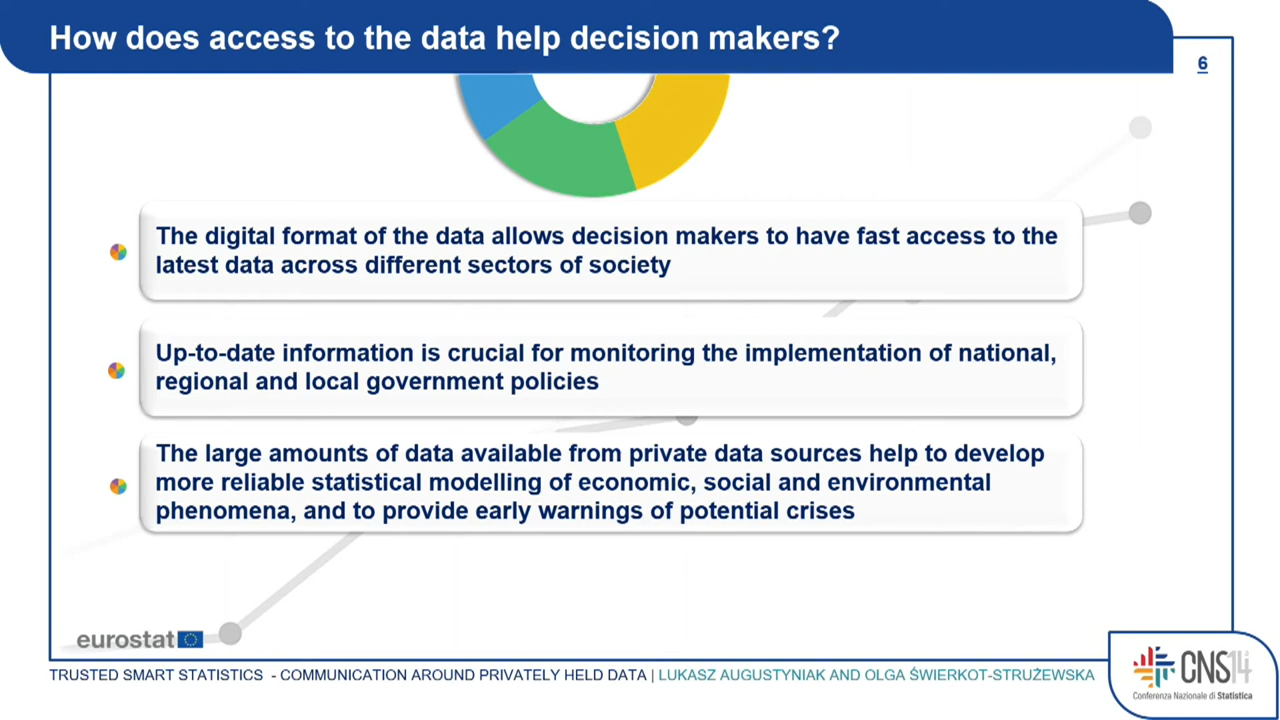 How does access to the data help decision makers?
6
The digital format of the data allows decision makers to have fast access to the
latest data across different sectors of society
Up-to-date information is crucial for monitoring the implementation of national,
regional and local government policies
The large amounts of data available from private data sources help to develop
more reliable statistical modelling of economic, social and environmental
phenomena, and to provide early warnings of potential crises
eurostat
TRUSTED SMART STATISTICS - COMMUNICATION AROUND PRIVATELY HELD DATA | LUKASZ AUGUSTYNIAK AND OLGA ŚWIERKOT-STRUŻEWSKA
CNS14
Conferenza Nazionale di Statistica